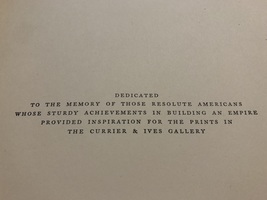 DEDICATED
TO THE MEMORY OF THOSE RESOLUTE AMERICANS
WHOSE STURDY ACHIEVEMENTS IN BUILDING AN EMPIRE
PROVIDED INSPIRATION FOR THE PRINTS IN
THE CURRIER & IVES GALLERY